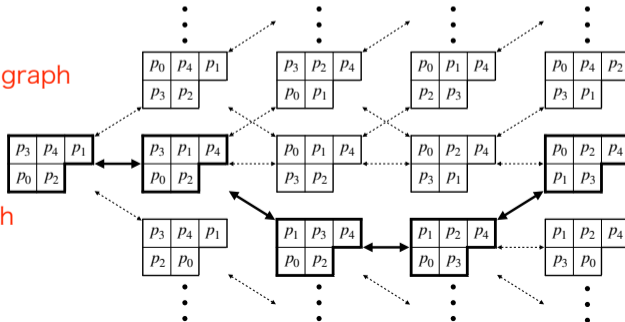 p0 p4 p1
p3 p2
p3 p2 p4
p0 p1
p0 p1 p4
p2 p3
p0 p4 p2
p3 p1
graph
p3 p4 p1
p0 p2
p3 p1 p4
p0 p2
p0 p1 p4
p3 p2
p0 p2 p4
p3 p1
p0 p2 p4
p1 p3
h
p3 p4 p1
p2 p0
p1 p3 p4
p0 p2
p1 p2 p4
p0 p3
p1 p2 p4
p3 p0